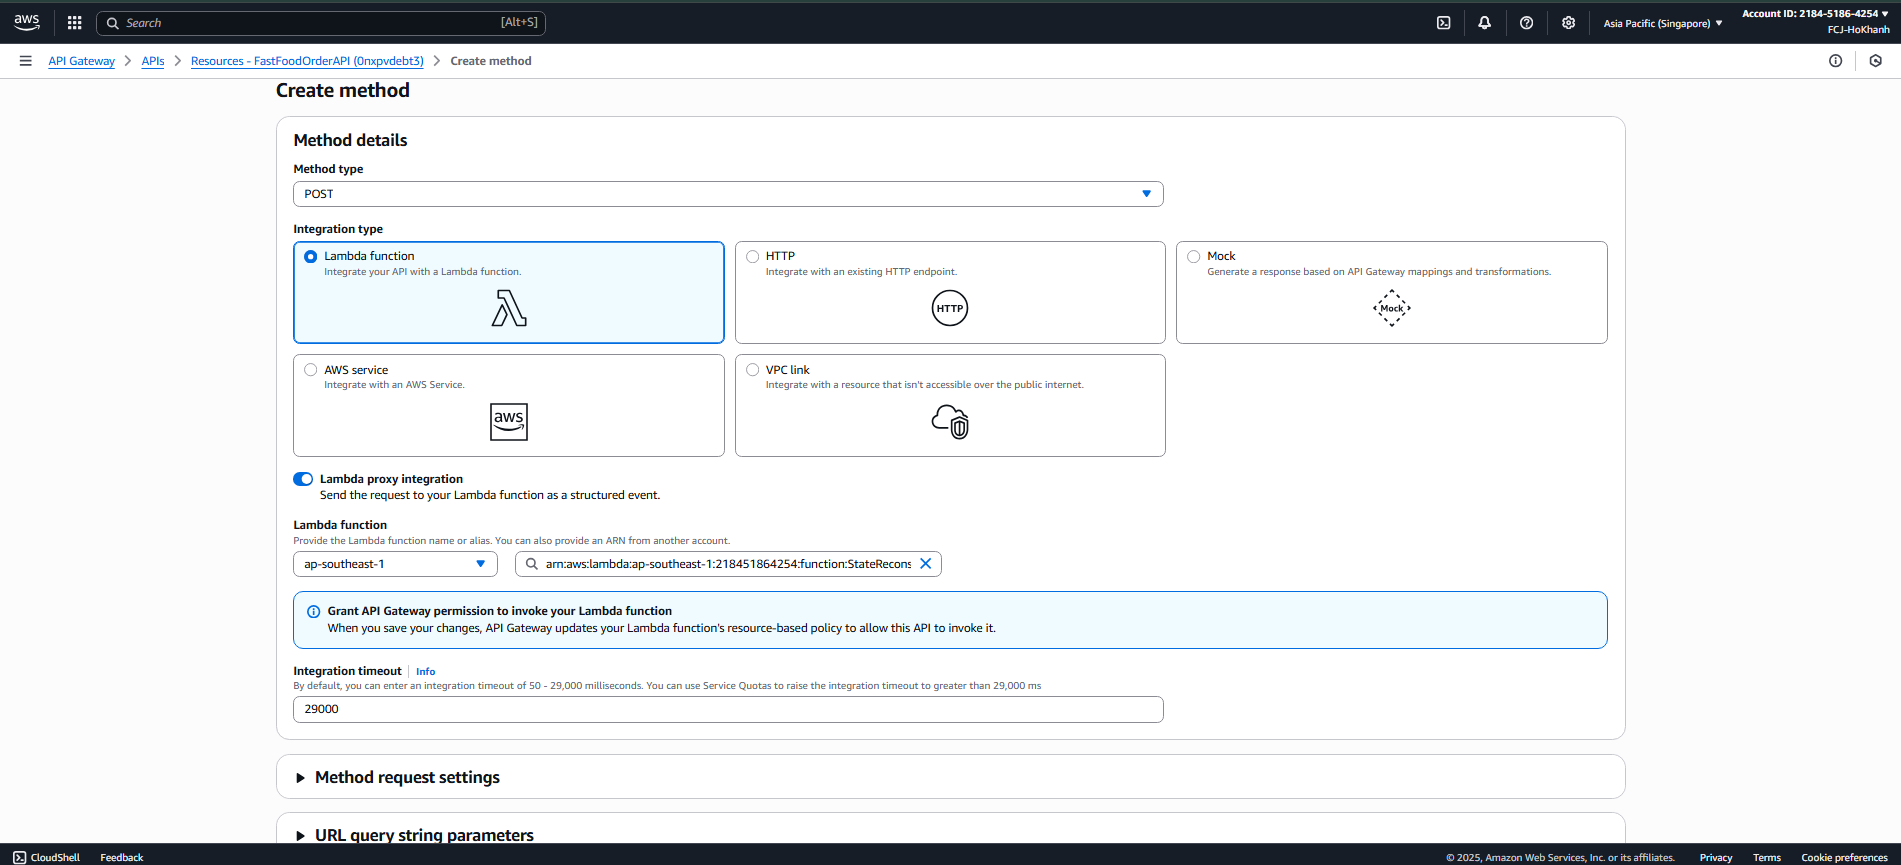 aws
Search
[Alt+S]
Asia Pacific (Singapore)
Account ID: 2184-5186-4254
FCJ-HoKhanh
API Gateway
APIs
Resources - FastFoodOrderAPI (0nxpvdebt3)
Create method
Create method
Method details
Method type
POST
Integration type
Lambda function
Integrate your API with a Lambda function.
HTTP
Integrate with an existing HTTP endpoint.
HTTP
Mock
Generate a response based on API Gateway mappings and transformations.
Mock
AWS service
Integrate with an AWS Service.
aws
VPC link
Integrate with a resource that isn't accessible over the public internet.
Lambda proxy integration
Send the request to your Lambda function as a structured event.
Lambda function
Provide the Lambda function name or alias. You can also provide an ARN from another account.
ap-southeast-1
arn:aws:lambda:ap-southeast-1:218451864254:function:StateRecons
Grant API Gateway permission to invoke your Lambda function
When you save your changes, API Gateway updates your Lambda function's resource-based policy to allow this API to invoke it.
Integration timeout
Info
By default, you can enter an integration timeout of 50 - 29,000 milliseconds. You can use Service Quotas to raise the integration timeout to greater than 29,000 ms
29000
Method request settings
URL query string parameters
CloudShell
Feedback
© 2025, Amazon Web Services, Inc. or its affiliates.
Privacy
Terms
Cookie preferences